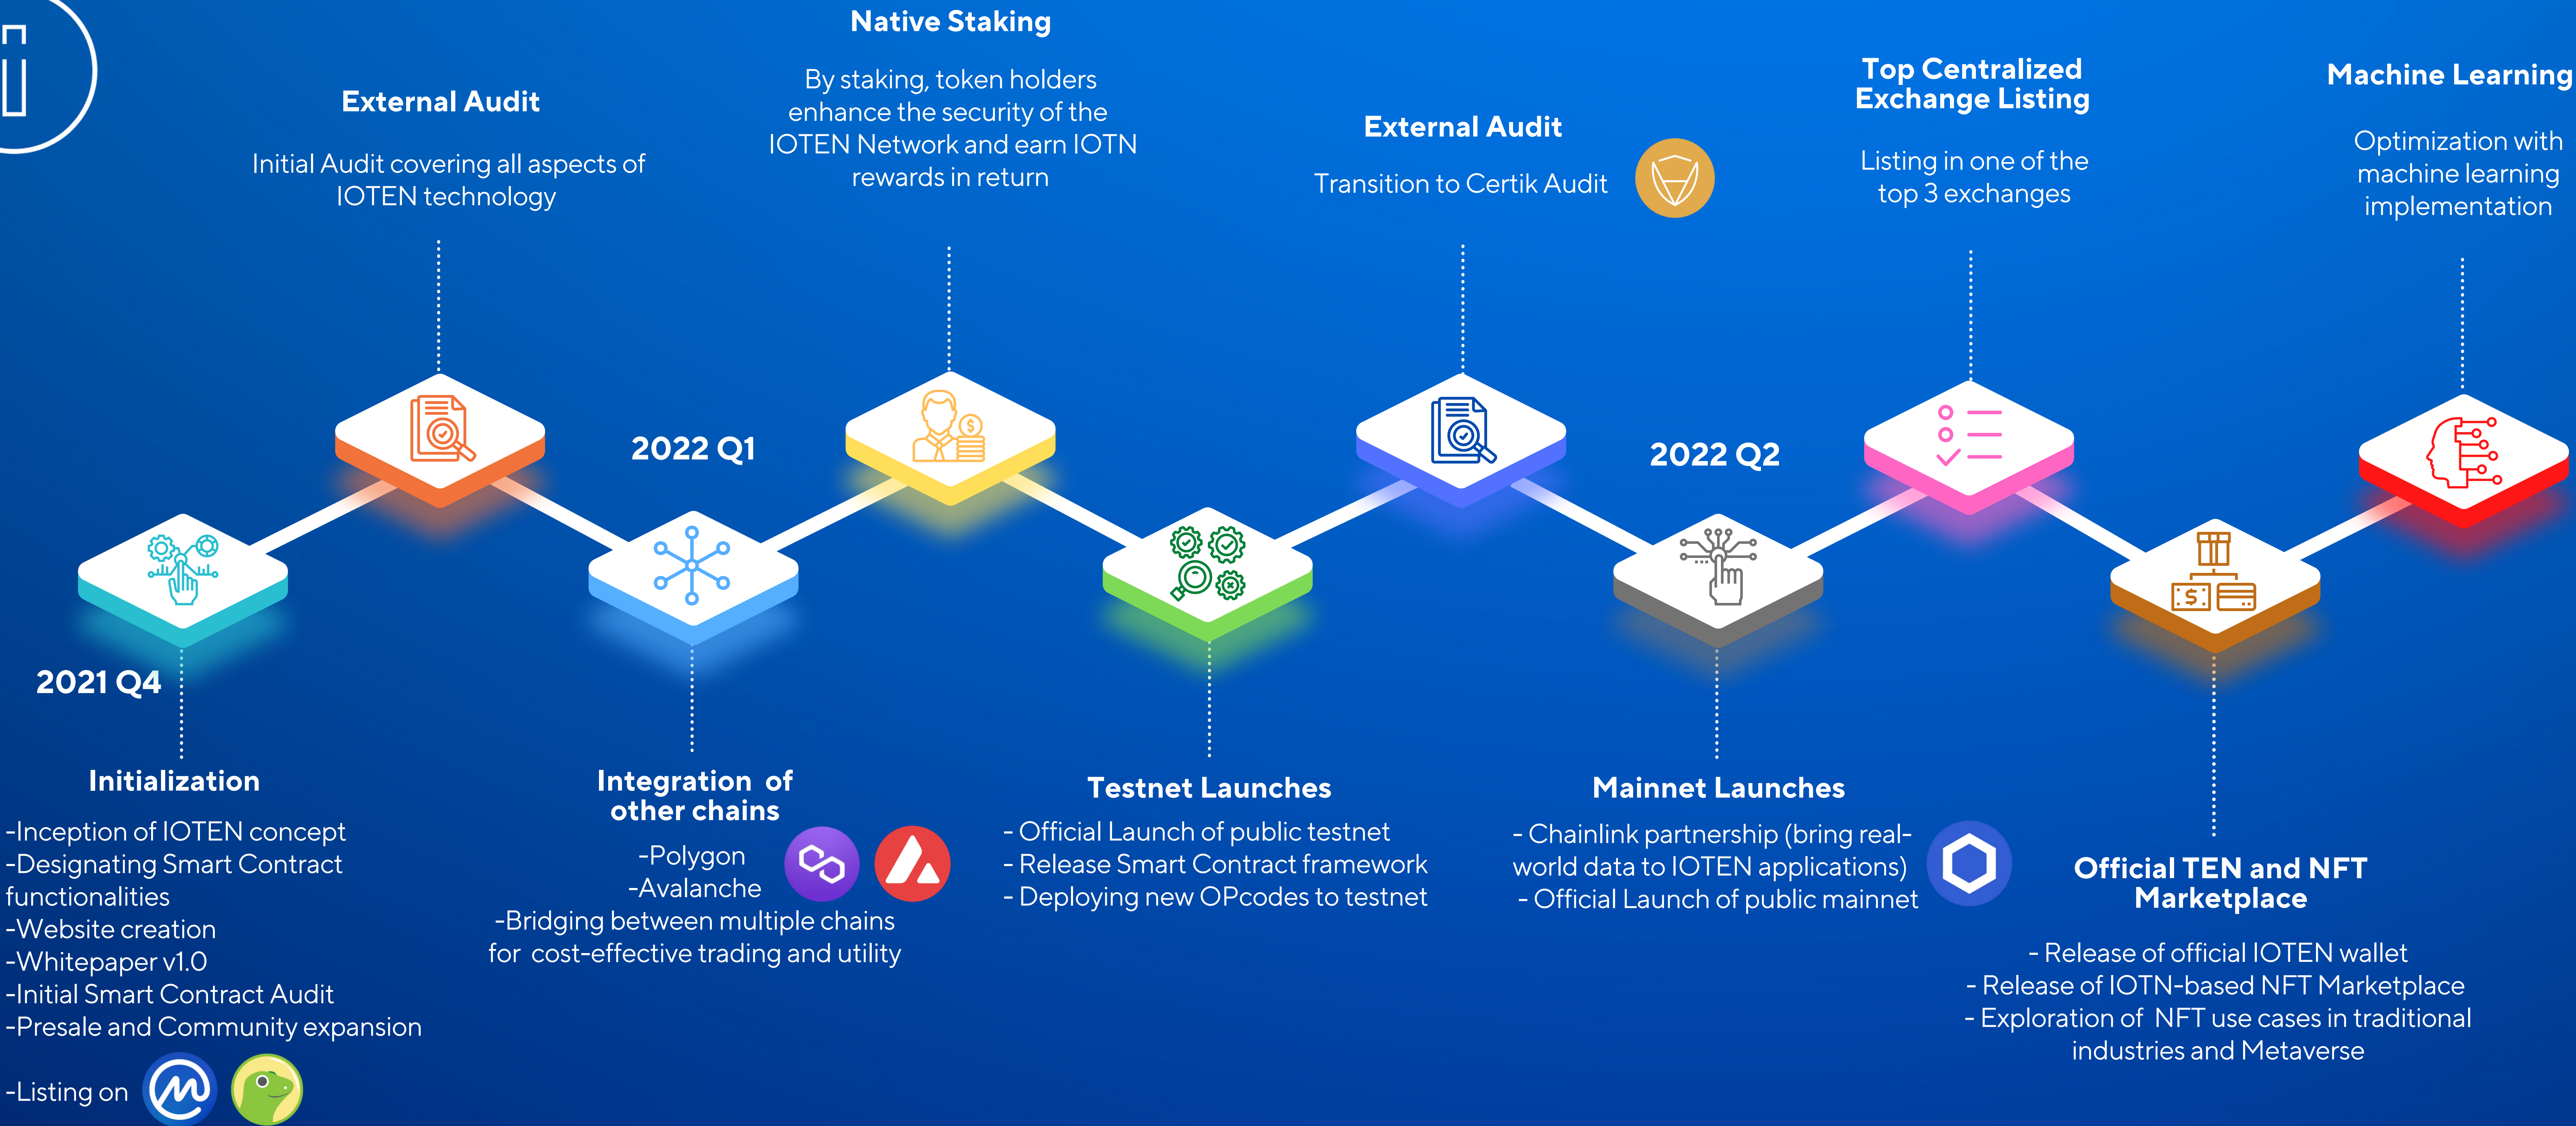 2021 Q4
Initialization
-Inception of IOTEN concept
-Designating Smart Contract
functionalities
-Website creation
-Whitepaper v1.0
-Initial Smart Contract Audit
-Presale and Community expansion
-Listing on
External Audit
Initial Audit covering all aspects of
IOTEN technology
2022 Q1
Integration of
other chains
-Polygon
-Avalanche
-Bridging between multiple chains
for cost-effective trading and utility
Native Staking
By staking, token holders
enhance the security of the
IOTEN Network and earn IOTN
rewards in return
Testnet Launches
- Official Launch of public testnet
- Release Smart Contract framework
- Deploying new OPcodes to testnet
External Audit
Transition to Certik Audit
2022 Q2
Mainnet Launches
- Chainlink partnership (bring real-
world data to IOTEN applications)
- Official Launch of public mainnet
Top Centralized
Exchange Listing
Listing in one of the
top 3 exchanges
Official TEN and NFT
Marketplace
- Release of official IOTEN wallet
- Release of IOTN-based NFT Marketplace
- Exploration of NFT use cases in traditional
industries and Metaverse
Machine Learning
Optimization with
machine learning
implementation